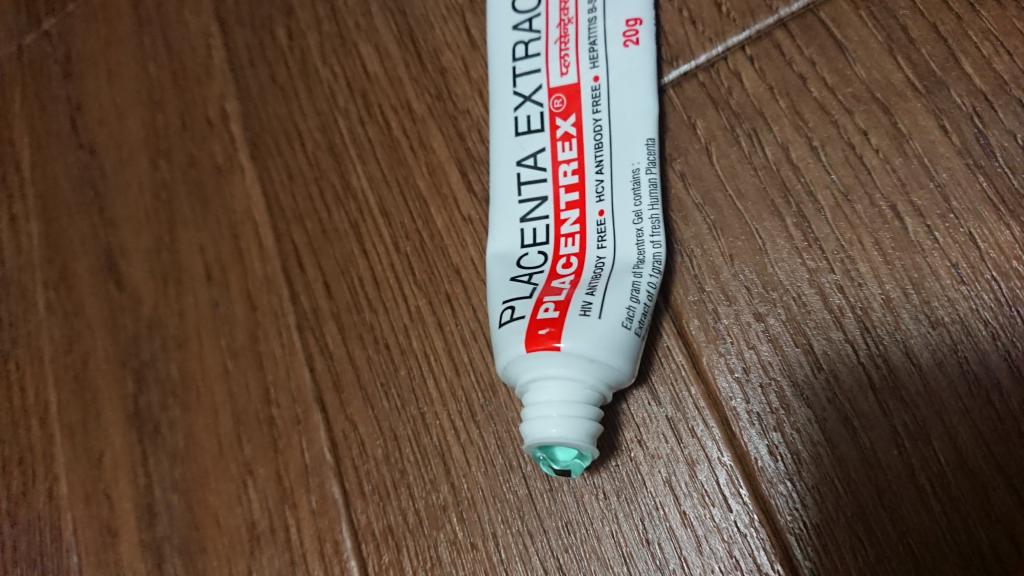 PLACENTA EXTRAC
PLACENTREX® प्लासेन्ट्रेक्स
HIV ANTIBODY FREE• HCV ANTIBODY FREE• HEPATITIS B-S
20g
Each gram of Placentrex Gel contains :
Extract of 0.1gram of fresh Human Placenta